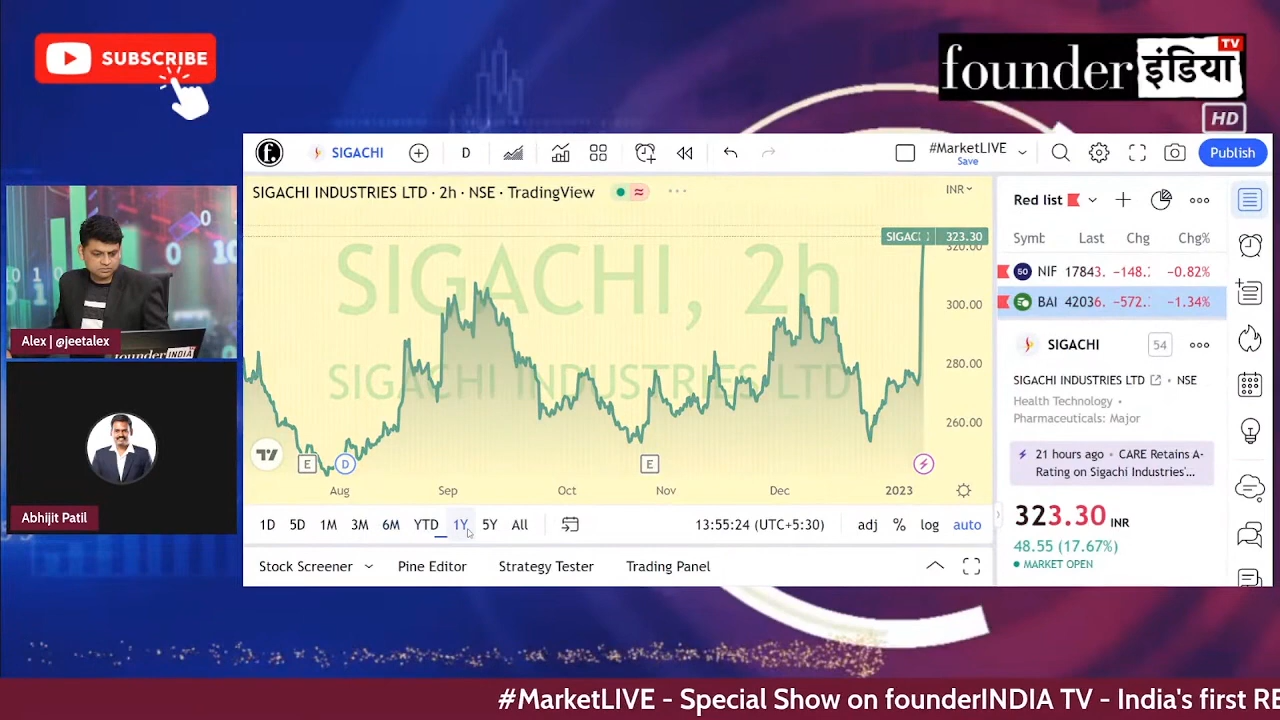 SUBSCRIBE
founder इंडिया TV
HD
f. SIGACHI D #MarketLIVE Save Publish
SIGACHI INDUSTRIES LTD · 2h · NSE · TradingView
INR
SIGACHI, 2h
SIGACHI INDUSTRIES LTD
323.30
320.00
300.00
280.00
260.00
E D E
Aug Sep Oct Nov Dec 2023
1D 5D 1M 3M 6M YTD 1Y 5Y All 13:55:24 (UTC+5:30) adj % log auto
Stock Screener Pine Editor Strategy Tester Trading Panel
Red list
Symb Last Chg Chg%
50 NIF 17843. −148. −0.82%
BAI 42036. −572. −1.34%
SIGACHI 54
SIGACHI INDUSTRIES LTD • NSE
Health Technology •
Pharmaceuticals: Major
21 hours ago • CARE Retains A-
Rating on Sigachi Industries'...
323.30 INR
48.55 (17.67%)
MARKET OPEN
Alex | @jeetalex
founder INDIA TV
Abhijit Patil
#MarketLIVE - Special Show on founderINDIA TV - India's first RE